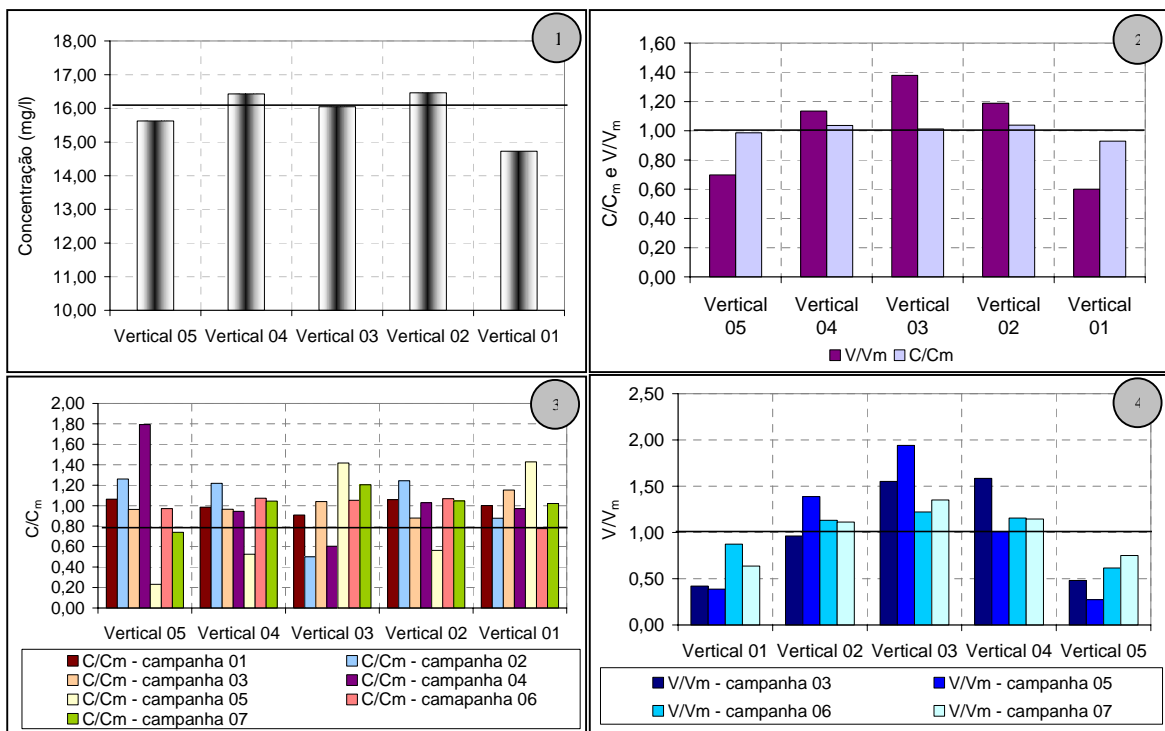 1
Concentração (mg/l)
18,00
17,00
16,00
15,00
14,00
13,00
12,00
11,00
10,00
Vertical 05 Vertical 04 Vertical 03 Vertical 02 Vertical 01
2
C/Cm e V/Vm
1,60
1,40
1,20
1,00
0,80
0,60
0,40
0,20
0,00
Vertical 05
Vertical 04
Vertical 03
Vertical 02
Vertical 01
V/Vm C/Cm
3
C/Cm
2,00
1,80
1,60
1,40
1,20
1,00
0,80
0,60
0,40
0,20
0,00
Vertical 05 Vertical 04 Vertical 03 Vertical 02 Vertical 01
C/Cm - campanha 01 C/Cm - campanha 02
C/Cm - campanha 03 C/Cm - campanha 04
C/Cm - campanha 05 C/Cm - camapanha 06
C/Cm - campanha 07
4
V/Vm
2,50
2,00
1,50
1,00
0,50
0,00
Vertical 01 Vertical 02 Vertical 03 Vertical 04 Vertical 05
V/Vm - campanha 03 V/Vm - campanha 05
V/Vm - campanha 06 V/Vm - campanha 07